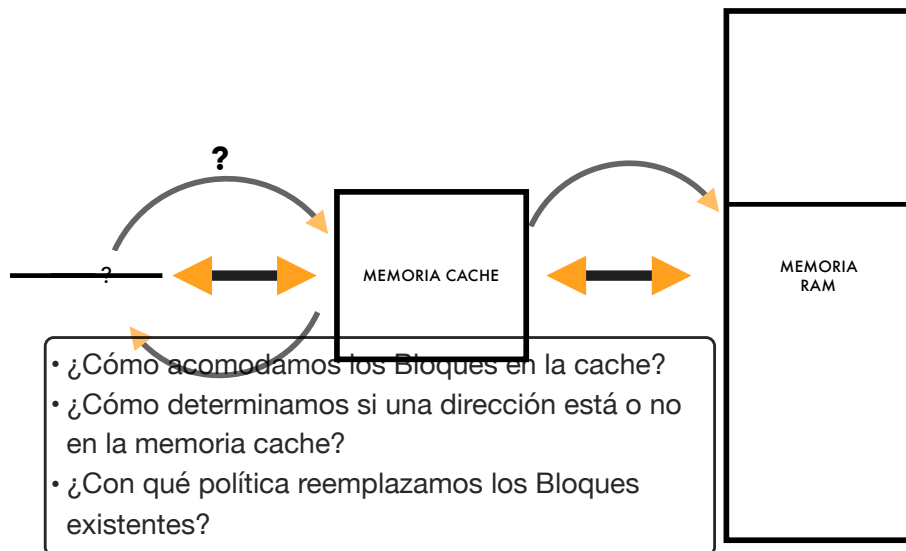 ?
?
MEMORIA CACHE
MEMORIA
RAM
• ¿Cómo acomodamos los Bloques en la cache?
• ¿Cómo determinamos si una dirección está o no
en la memoria cache?
• ¿Con qué política reemplazamos los Bloques
existentes?